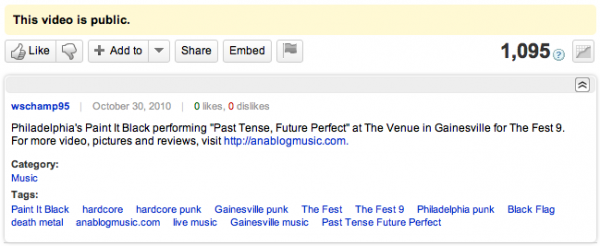 This video is public.
Like + Add to Share Embed 1,095 ?
wschamp95 | October 30, 2010 | 0 likes, 0 dislikes
Philadelphia's Paint It Black performing "Past Tense, Future Perfect" at The Venue in Gainesville for The Fest 9.
For more video, pictures and reviews, visit http://anablogmusic.com.
Category:
Music
Tags:
Paint It Black hardcore hardcore punk Gainesville punk The Fest The Fest 9 Philadelphia punk Black Flag
death metal anablogmusic.com live music Gainesville music Past Tense Future Perfect